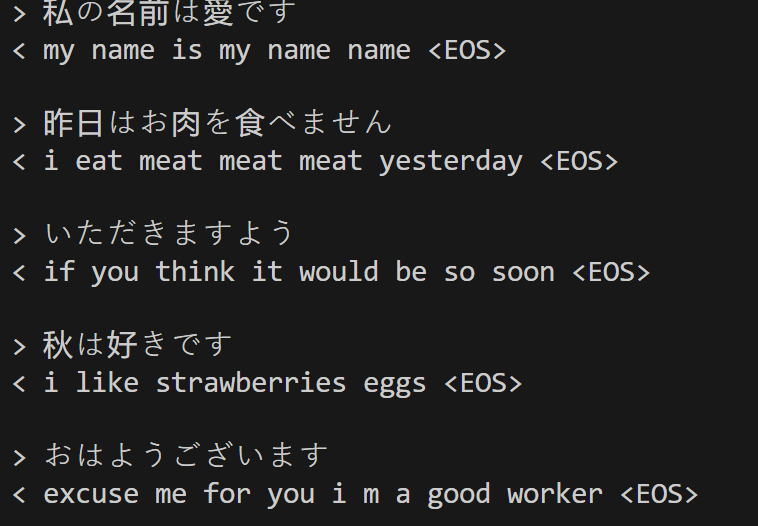 > 私の名前は愛です
< my name is my name name <EOS>
> 昨日はお肉を食べません
< i eat meat meat meat yesterday <EOS>
> いただきますよう
< if you think it would be so soon <EOS>
> 秋は好きです
< i like strawberries eggs <EOS>
> おはようございます
< excuse me for you i m a good worker <EOS>